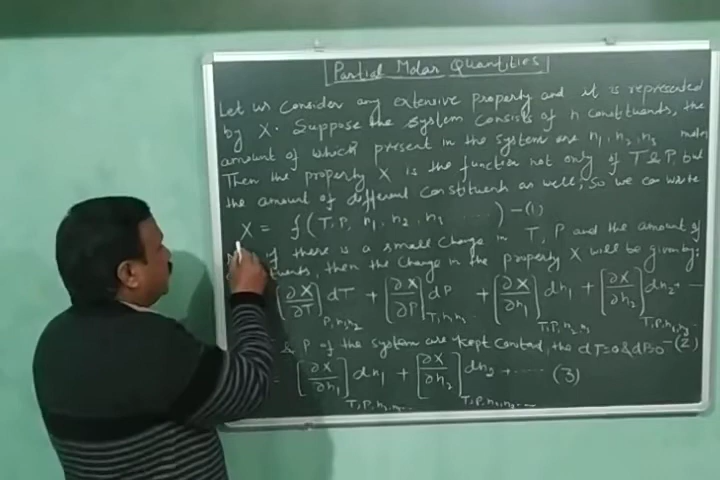 Partial Molar Quantities
Let us Consider any extensive Property and it is represented
by X. Suppose the System Consists of n constituents, the
amount of which present in the system are n₁, n₂, n₃ moles
Then the property X is the function not only of T & P, but
the amount of different Constituents as well, So we can write
X = f(T, P, n₁, n₂, n₃ .....) —(1)
If there is a small Change in T, P and the amount of
then the Change in the property X will be given by:
[∂X/∂T] P,n₁,n₂ dT + [∂X/∂P] T,n₁,n₂ dP + [∂X/∂n₁] T,P,n₂,n₃ dn₁ + [∂X/∂n₂] T,P,n₁,n₃ dn₂ + --
& P of the system are kept Constant, the dT=0 & dP=0 —(2)
= [∂X/∂n₁] T,P,n₂,n₃.. dn₁ + [∂X/∂n₂] dn₂ + ..... (3)